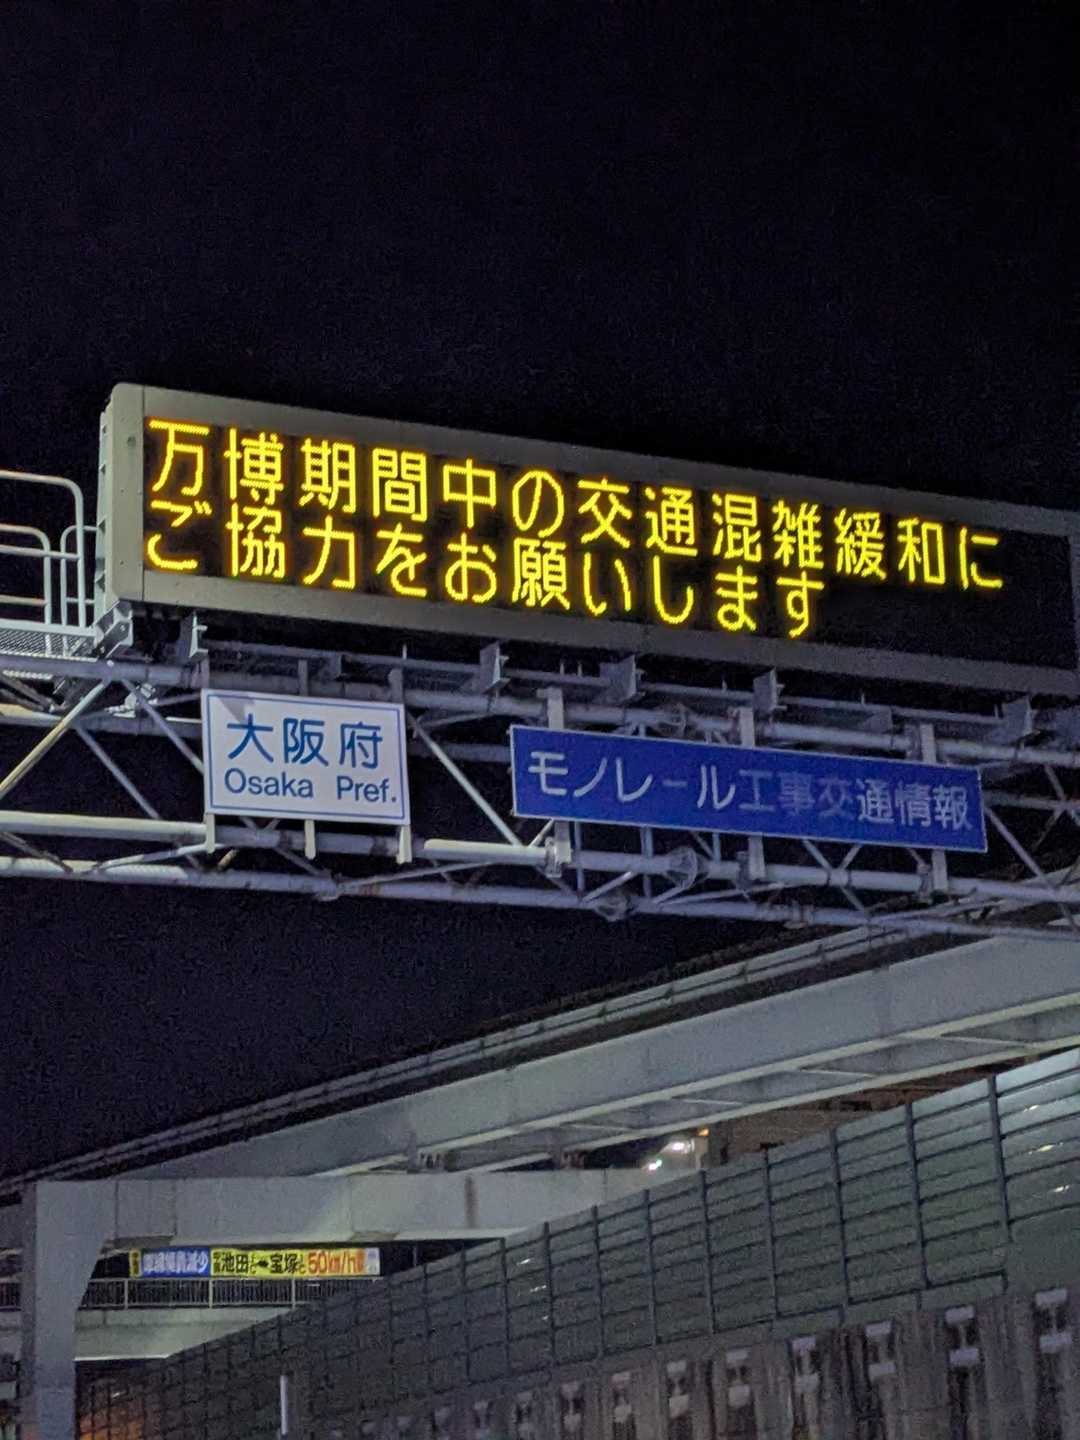 万博期間中の交通混雑緩和に
ご協力をお願いします
大阪府
Osaka Pref.
モノレール工事交通情報
池田
宝塚
50km/h